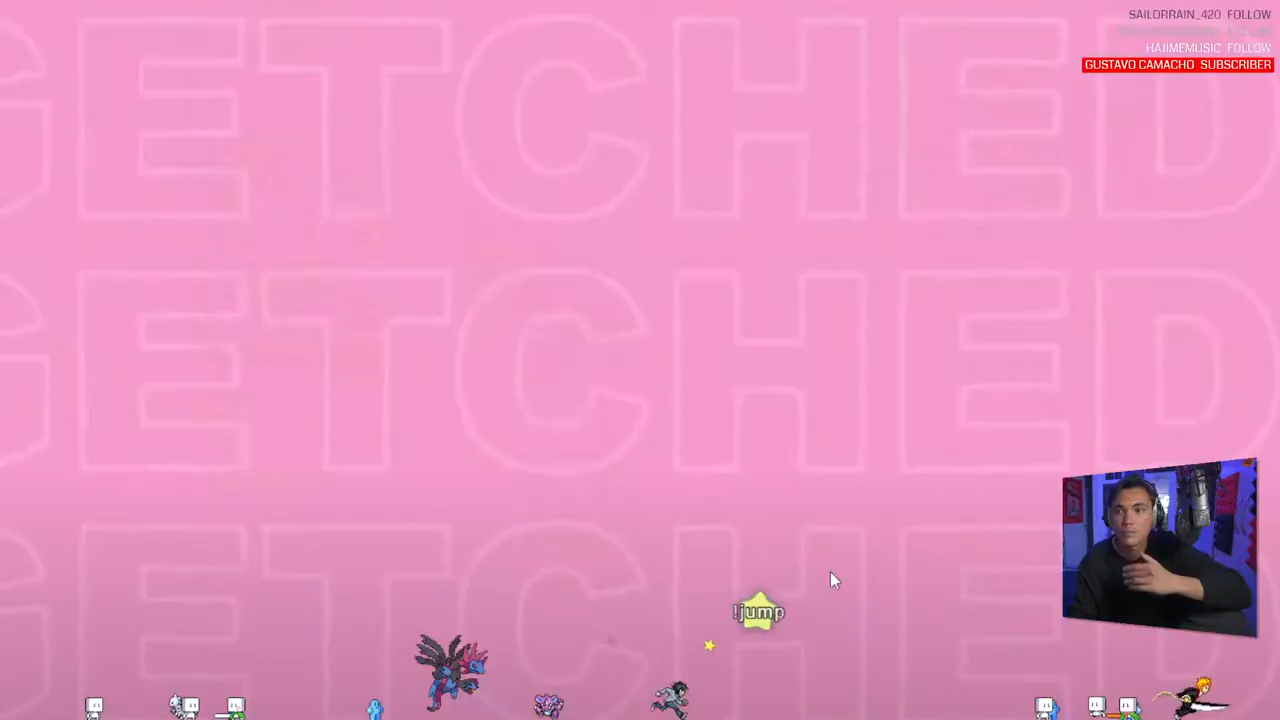 SAILORRAIN_420 FOLLOW
HAJIMEMUSIC FOLLOW
GUSTAVO CAMACHO SUBSCRIBER
GETCHED
GETCHED
GETCHED
!jump